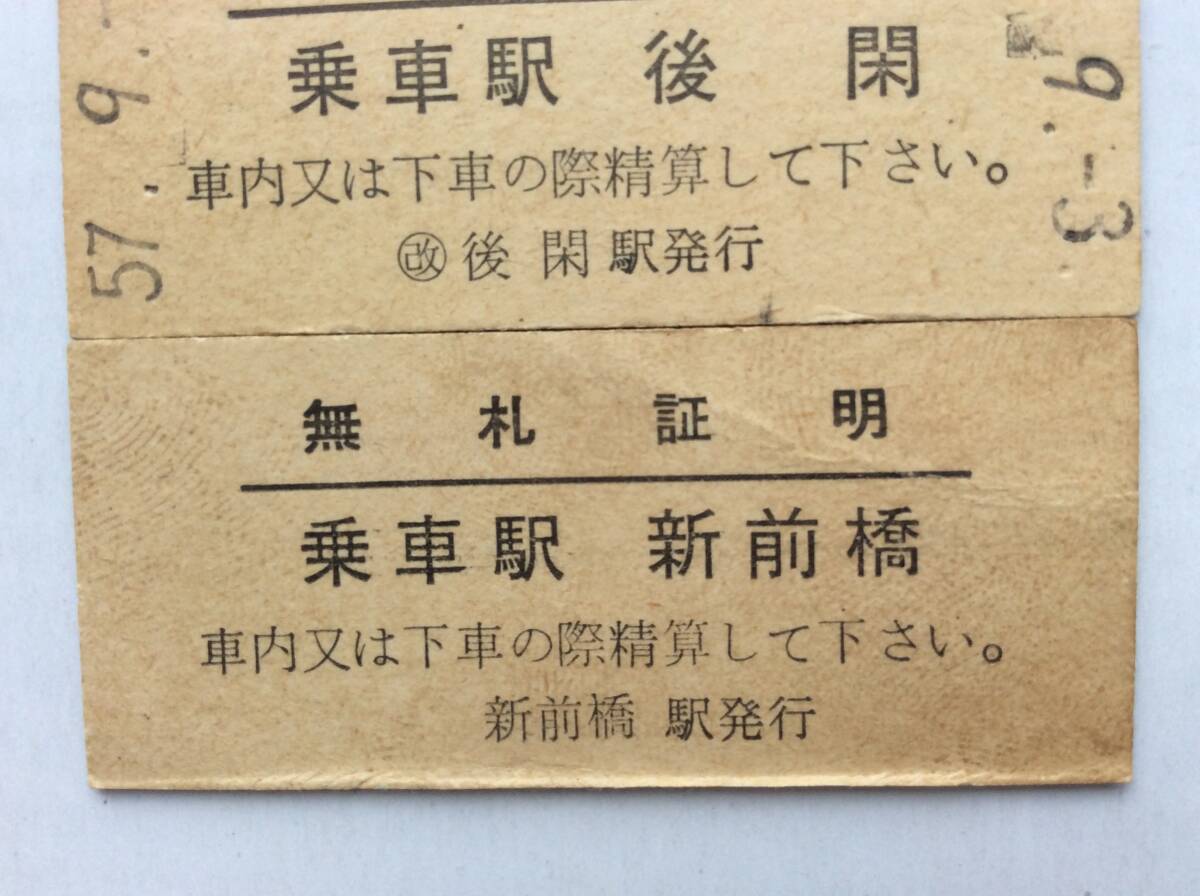 乗車駅 後 閑
車内又は下車の際精算して下さい。
㊢後 閑 駅発行
57. 9. -
9. -3
無札証明
乗車駅 新前橋
車内又は下車の際精算して下さい。
新前橋 駅発行